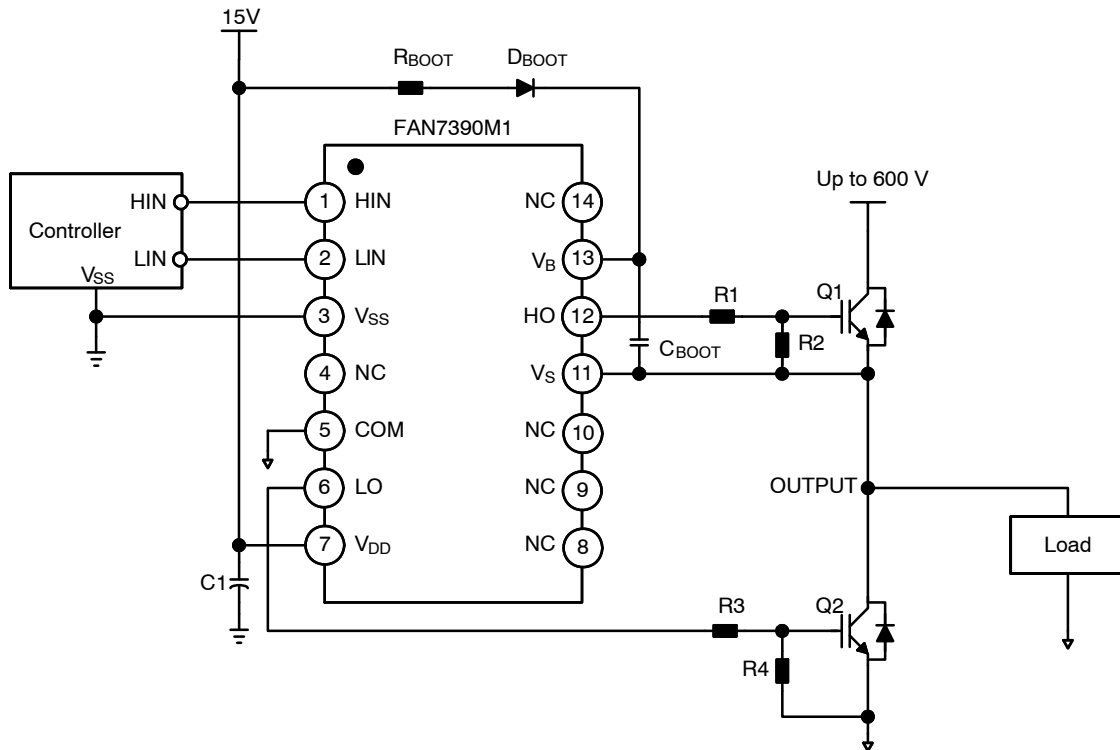 15V
RBOOT DBOOT
FAN7390M1
Controller
HIN
LIN
VSS
1 HIN
2 LIN
3 VSS
4 NC
5 COM
6 LO
7 VDD
NC 14
VB 13
HO 12
VS 11
NC 10
NC 9
NC 8
CBOOT
C1
Up to 600 V
R1
R2
Q1
OUTPUT
Load
R3
R4
Q2